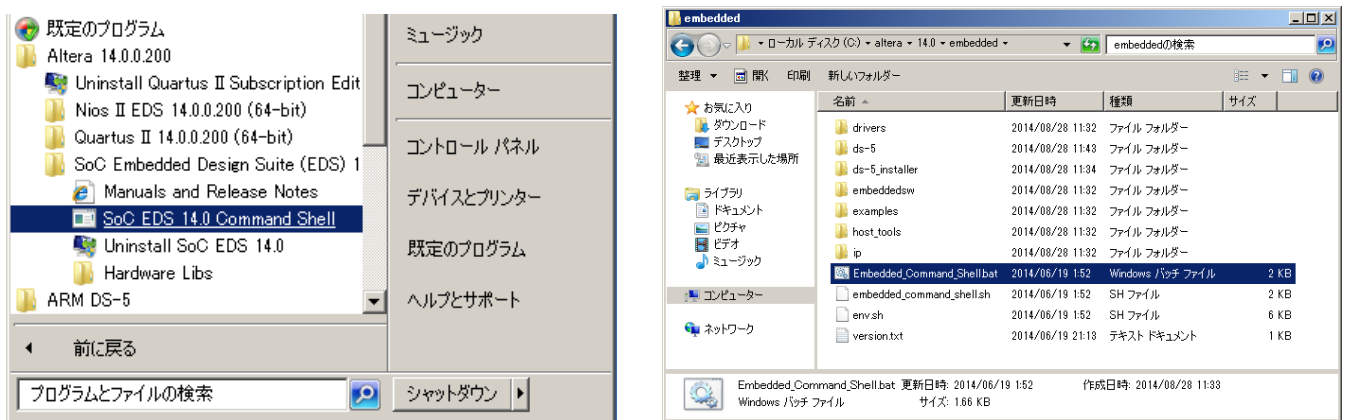 既定のプログラム
Altera 14.0.0.200
Uninstall Quartus II Subscription Edit
Nios II EDS 14.0.0.200 (64-bit)
Quartus II 14.0.0.200 (64-bit)
SoC Embedded Design Suite (EDS) 1
Manuals and Release Notes
SoC EDS 14.0 Command Shell
Uninstall SoC EDS 14.0
Hardware Libs
ARM DS-5
前に戻る
プログラムとファイルの検索
ミュージック
コンピューター
コントロール パネル
デバイスとプリンター
既定のプログラム
ヘルプとサポート
シャットダウン
embedded
ローカル ディスク (C:) altera 14.0 embedded
embeddedの検索
整理 開く 印刷 新しいフォルダー
お気に入り
ダウンロード
デスクトップ
最近表示した場所
ライブラリ
ドキュメント
ピクチャ
ビデオ
ミュージック
コンピューター
ネットワーク
名前 更新日時 種類 サイズ
drivers 2014/08/28 11:32 ファイル フォルダー
ds-5 2014/08/28 11:43 ファイル フォルダー
ds-5_installer 2014/08/28 11:34 ファイル フォルダー
embeddedsw 2014/08/28 11:32 ファイル フォルダー
examples 2014/08/28 11:32 ファイル フォルダー
host_tools 2014/08/28 11:32 ファイル フォルダー
ip 2014/08/28 11:32 ファイル フォルダー
Embedded_Command_Shell.bat 2014/06/19 1:52 Windows バッチ ファイル 2 KB
embedded_command_shell.sh 2014/06/19 1:52 SH ファイル 2 KB
env.sh 2014/06/19 1:52 SH ファイル 6 KB
version.txt 2014/06/19 21:13 テキスト ドキュメント 1 KB
Embedded_Command_Shell.bat 更新日時: 2014/06/19 1:52 作成日時: 2014/08/28 11:33
Windows バッチ ファイル サイズ: 1.66 KB